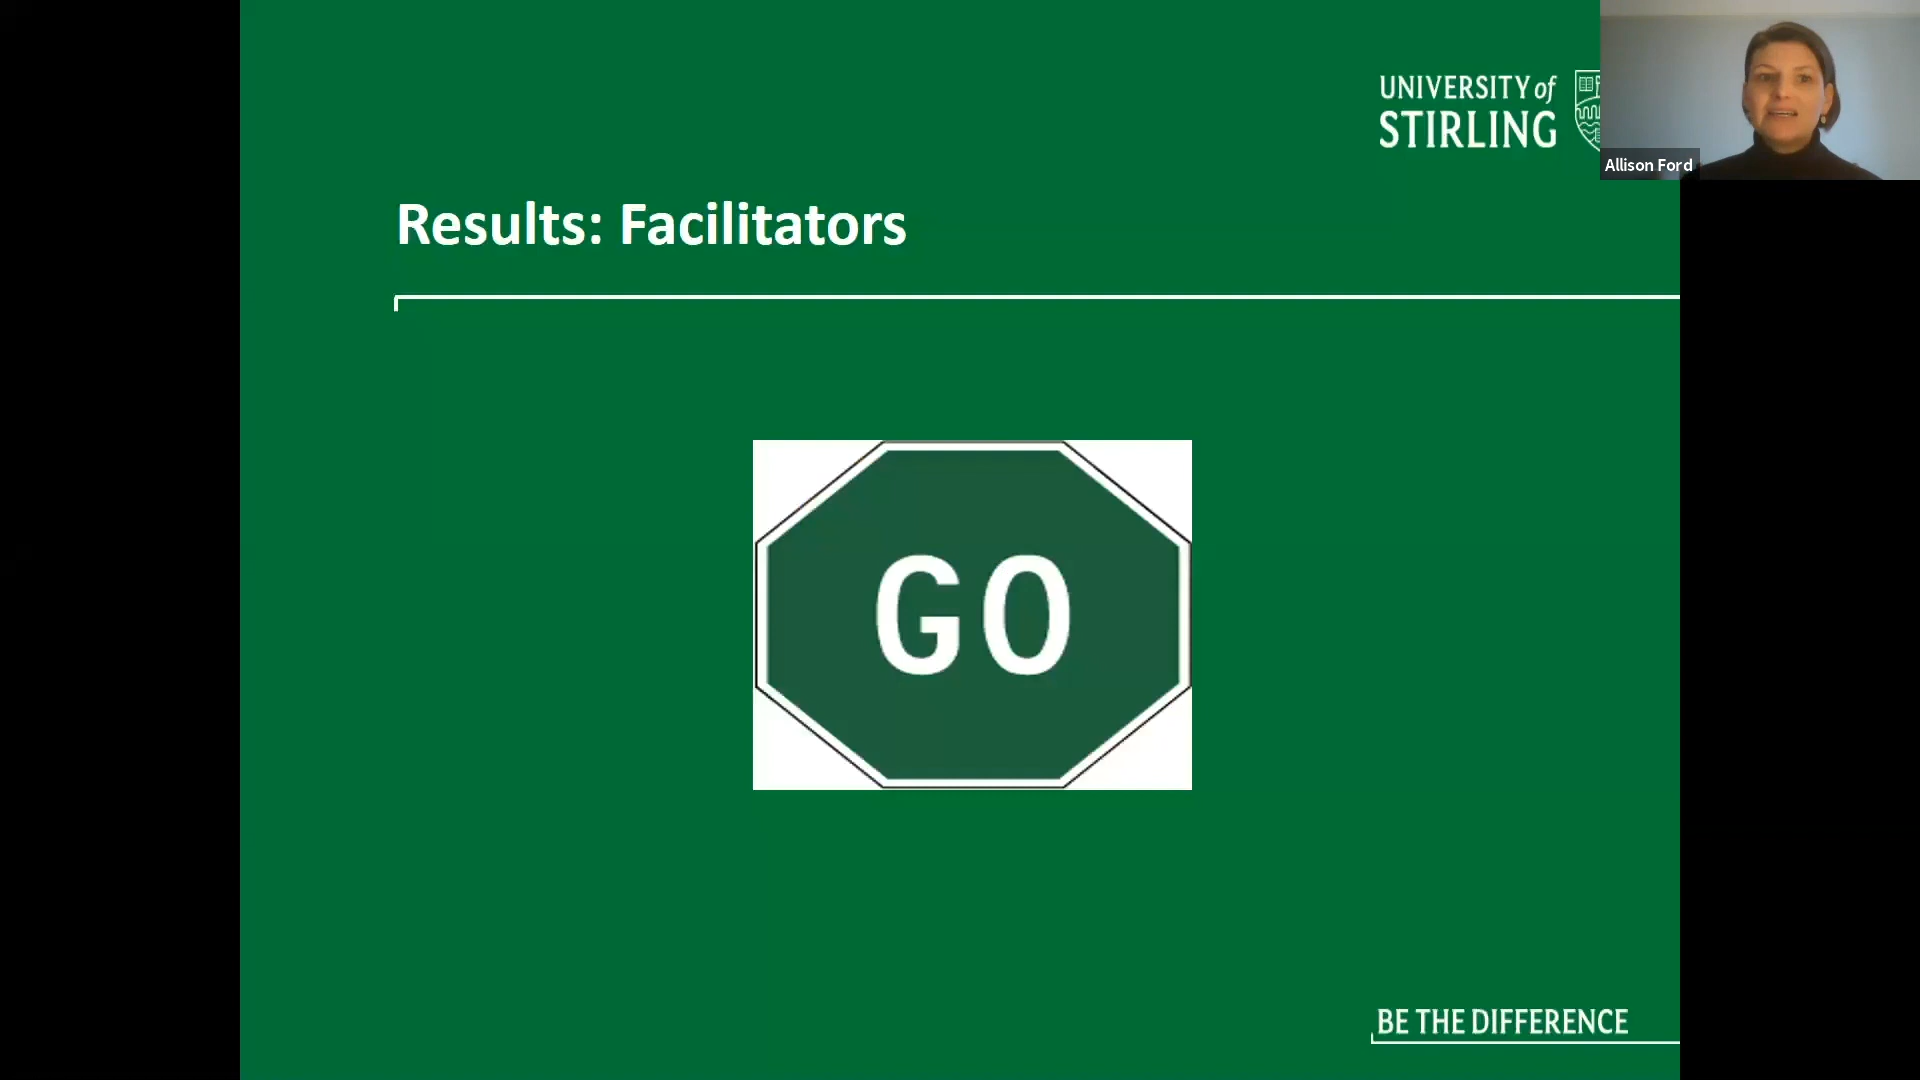 UNIVERSITY of
STIRLING
Allison Ford
Results: Facilitators
GO
BE THE DIFFERENCE